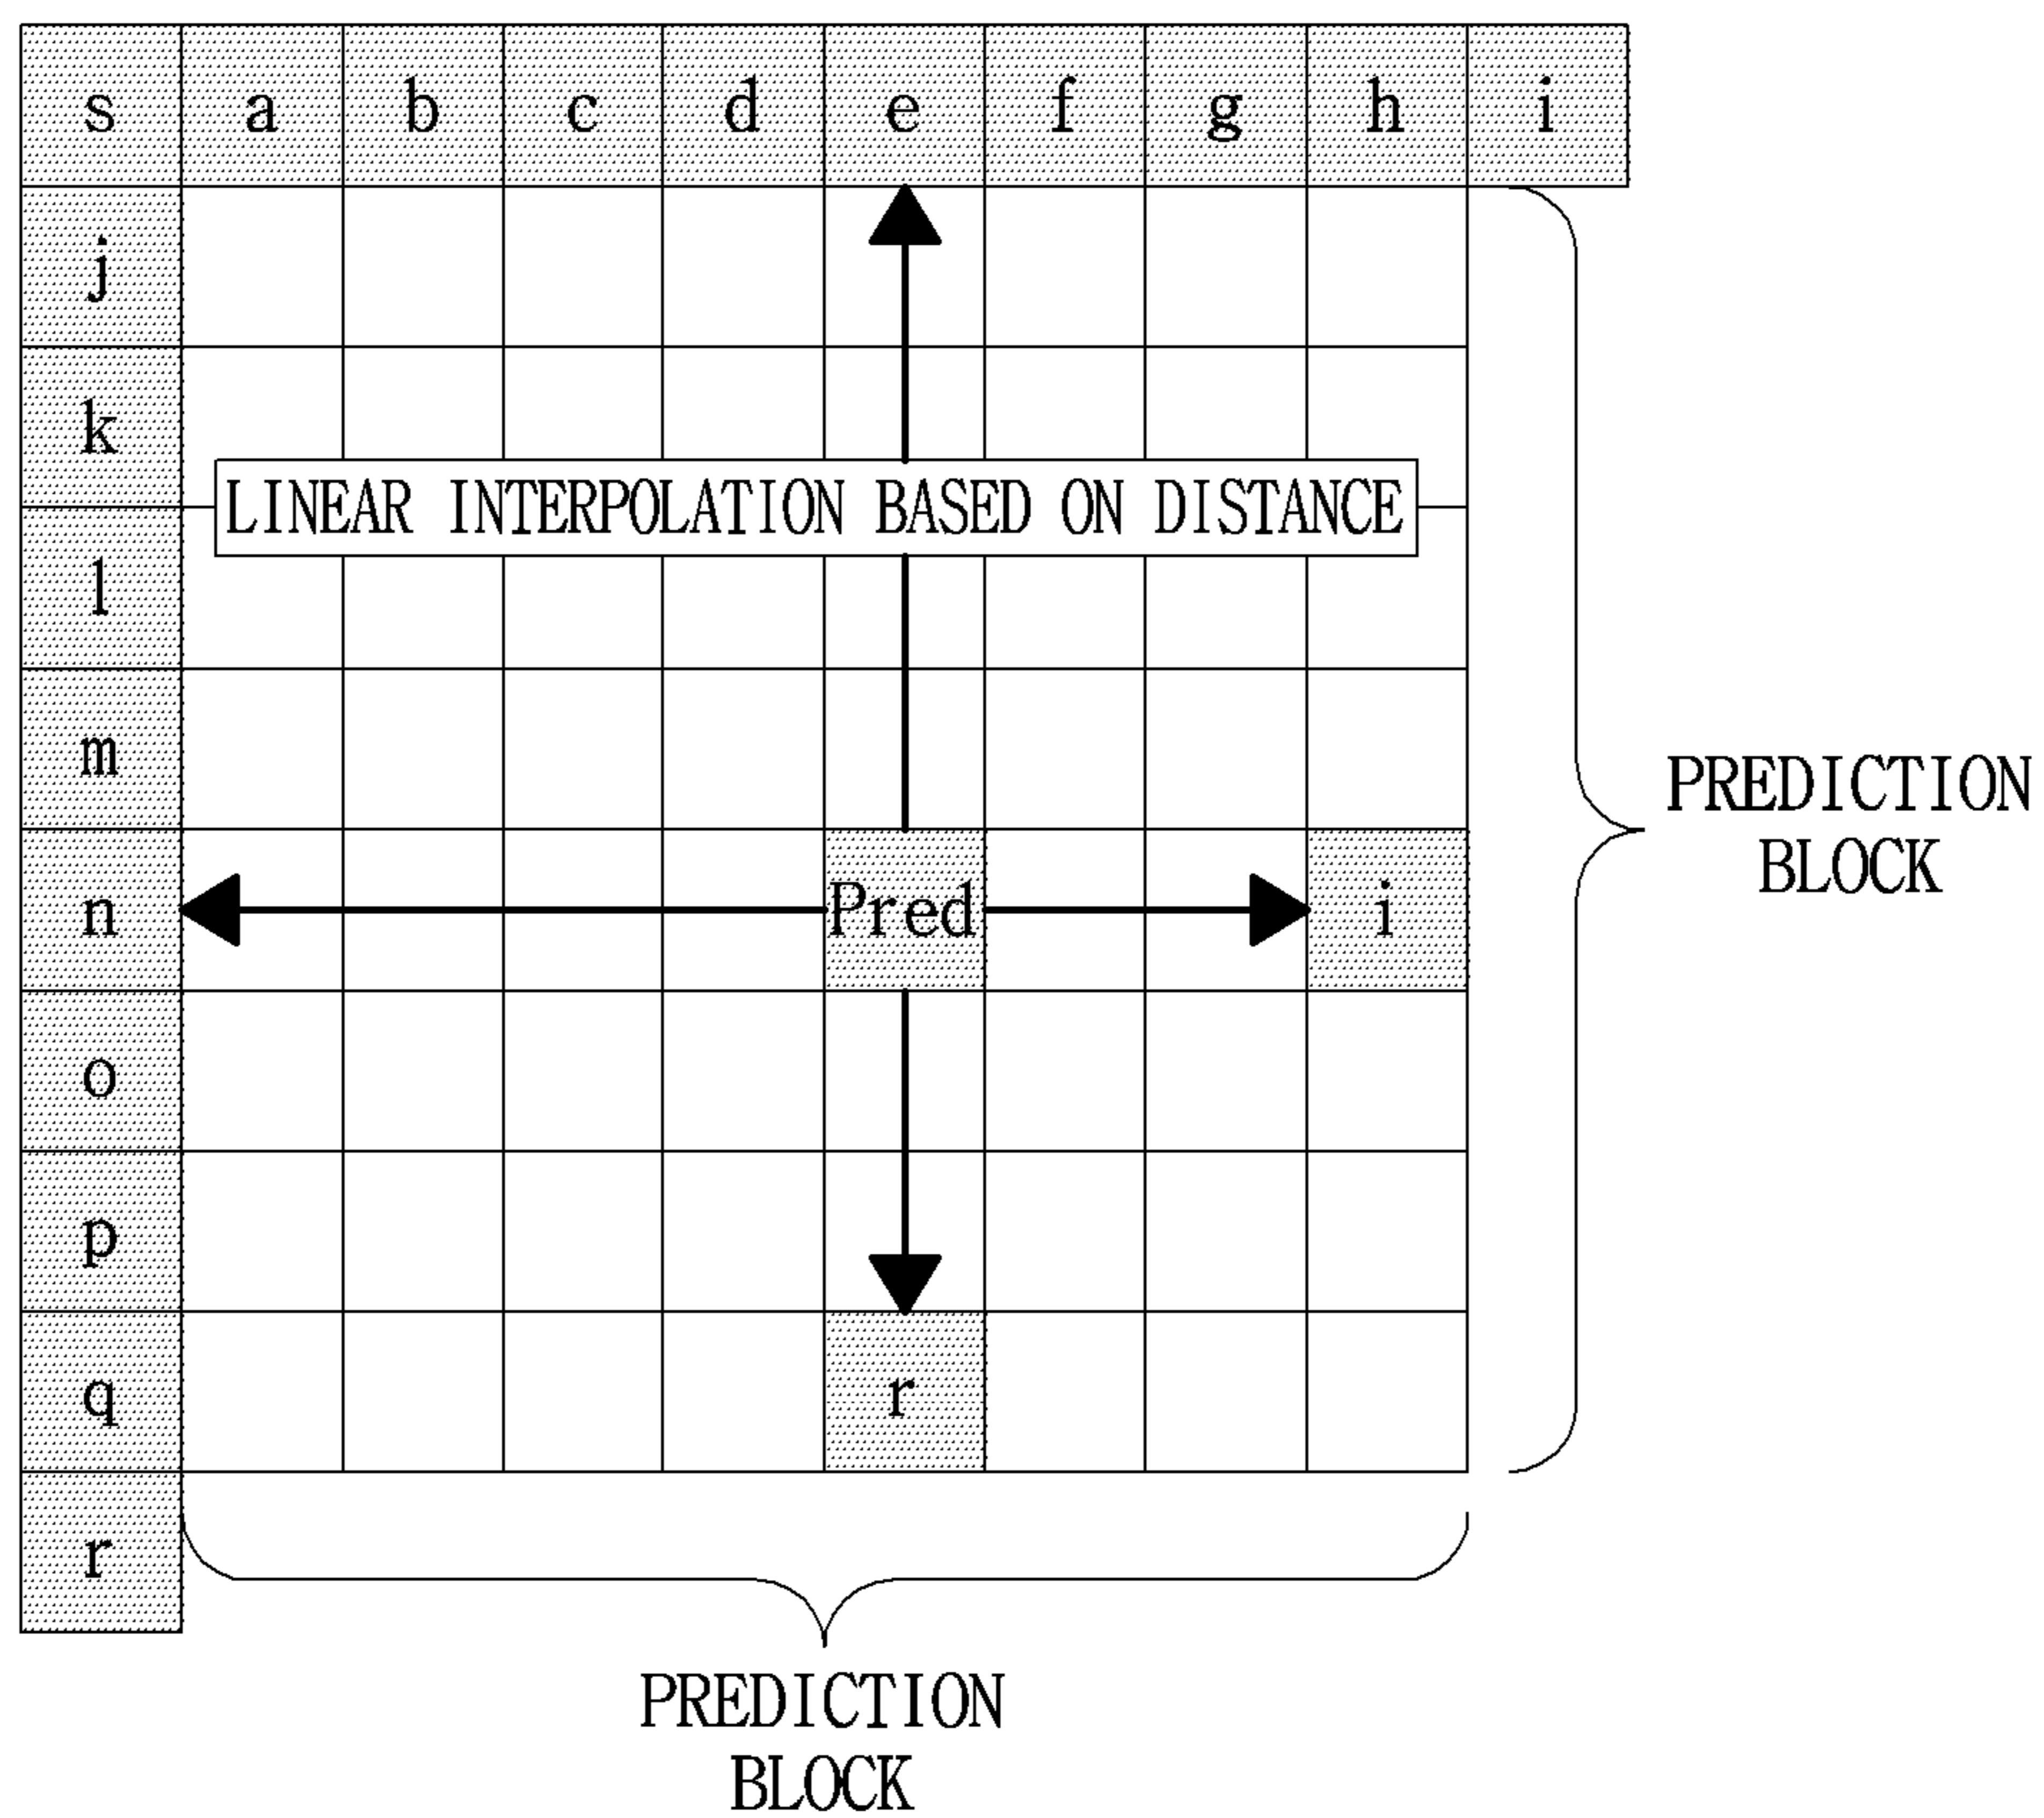 s a b c d e f g h i
j
k
LINEAR INTERPOLATION BASED ON DISTANCE
l
m
PREDICTION
BLOCK
n Pred i
o
p
q r
r
PREDICTION
BLOCK